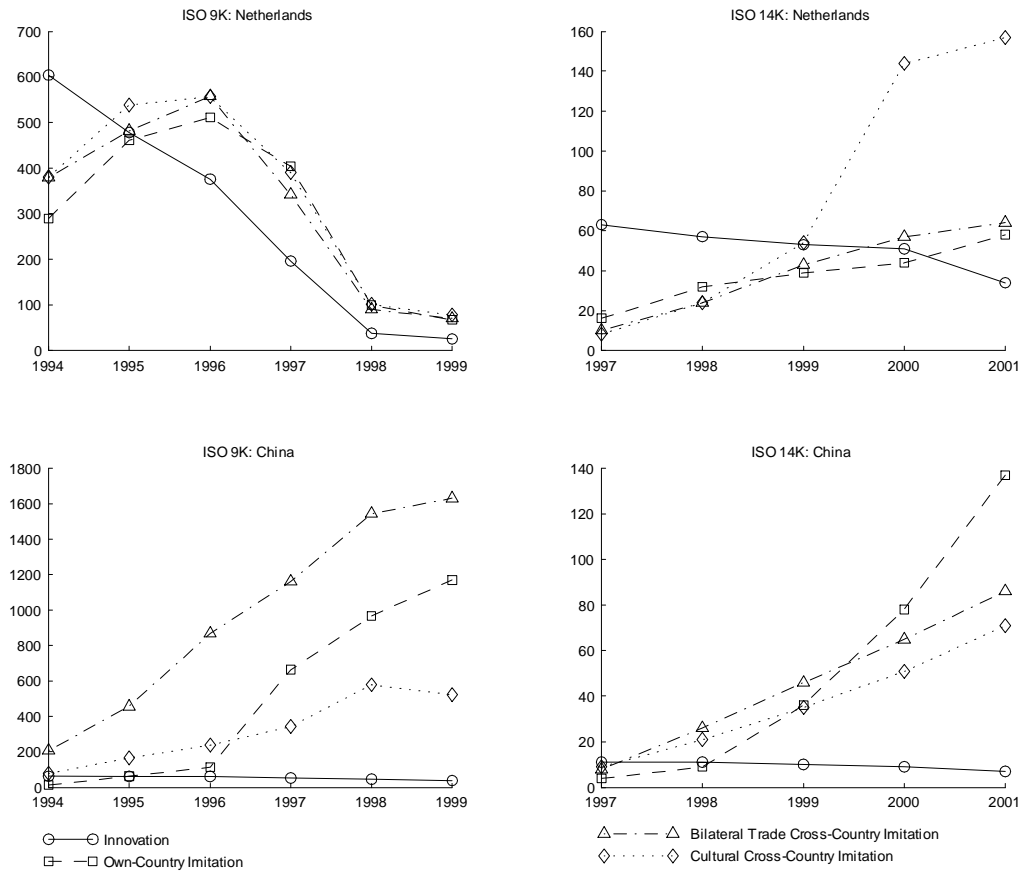 ISO 9K: Netherlands
700
600
500
400
300
200
100
0
1994 1995 1996 1997 1998 1999
ISO 14K: Netherlands
160
140
120
100
80
60
40
20
0
1997 1998 1999 2000 2001
ISO 9K: China
1800
1600
1400
1200
1000
800
600
400
200
0
1994 1995 1996 1997 1998 1999
ISO 14K: China
140
120
100
80
60
40
20
0
1997 1998 1999 2000 2001
Innovation
Own-Country Imitation
Bilateral Trade Cross-Country Imitation
Cultural Cross-Country Imitation